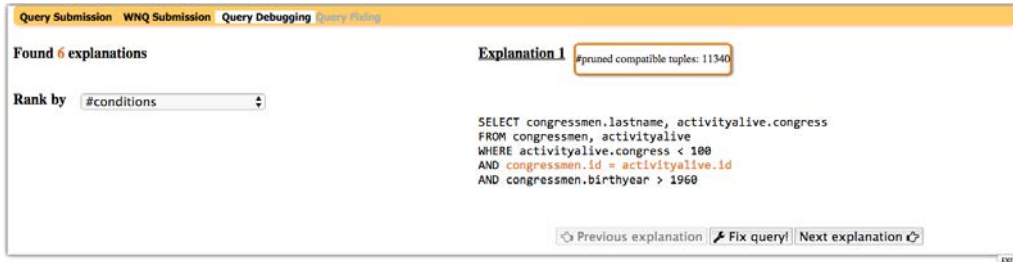 Query Submission WNQ Submission Query Debugging Query Fixing
Found 6 explanations
Explanation 1 #pruned compatible tuples: 11340
Rank by #conditions
SELECT congressmen.lastname, activityalive.congress
FROM congressmen, activityalive
WHERE activityalive.congress < 100
AND congressmen.id = activityalive.id
AND congressmen.birthyear > 1960
Previous explanation Fix query! Next explanation